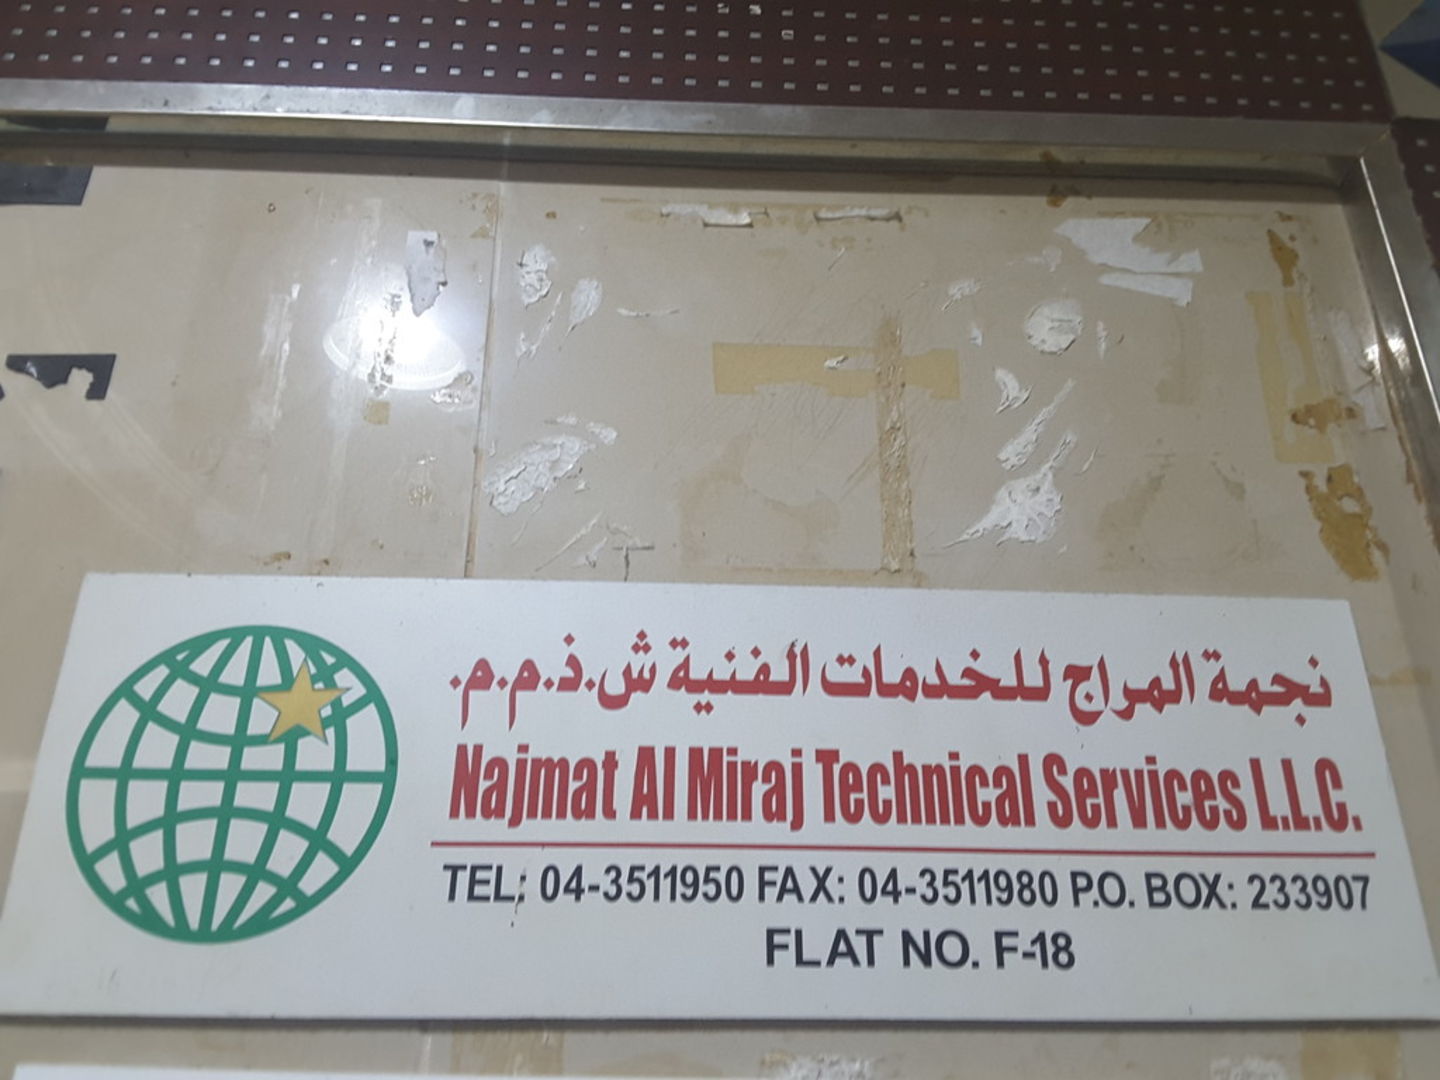 نجمة المراج للخدمات الفنية ش.ذ.م.م.
Najmat Al Miraj Technical Services L.L.C.
TEL: 04-3511950 FAX: 04-3511980 P.O. BOX: 233907
FLAT NO. F-18